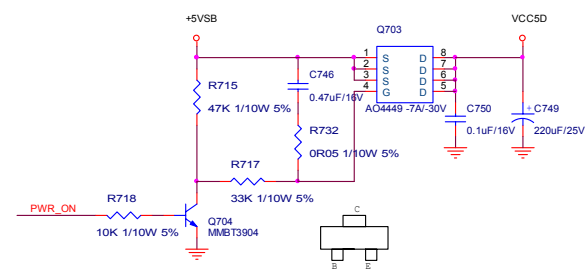 +5VSB
VCC5D
Q703
1 S D 8
2 S D 7
3 S D 6
4 G D 5
AO4449 -7A/-30V
R715
47K 1/10W 5%
C746
0.47uF/16V
R732
0R05 1/10W 5%
C750
0.1uF/16V
+
C749
220uF/25V
R717
33K 1/10W 5%
PWR_ON
R718
10K 1/10W 5%
Q704
MMBT3904
C
B E